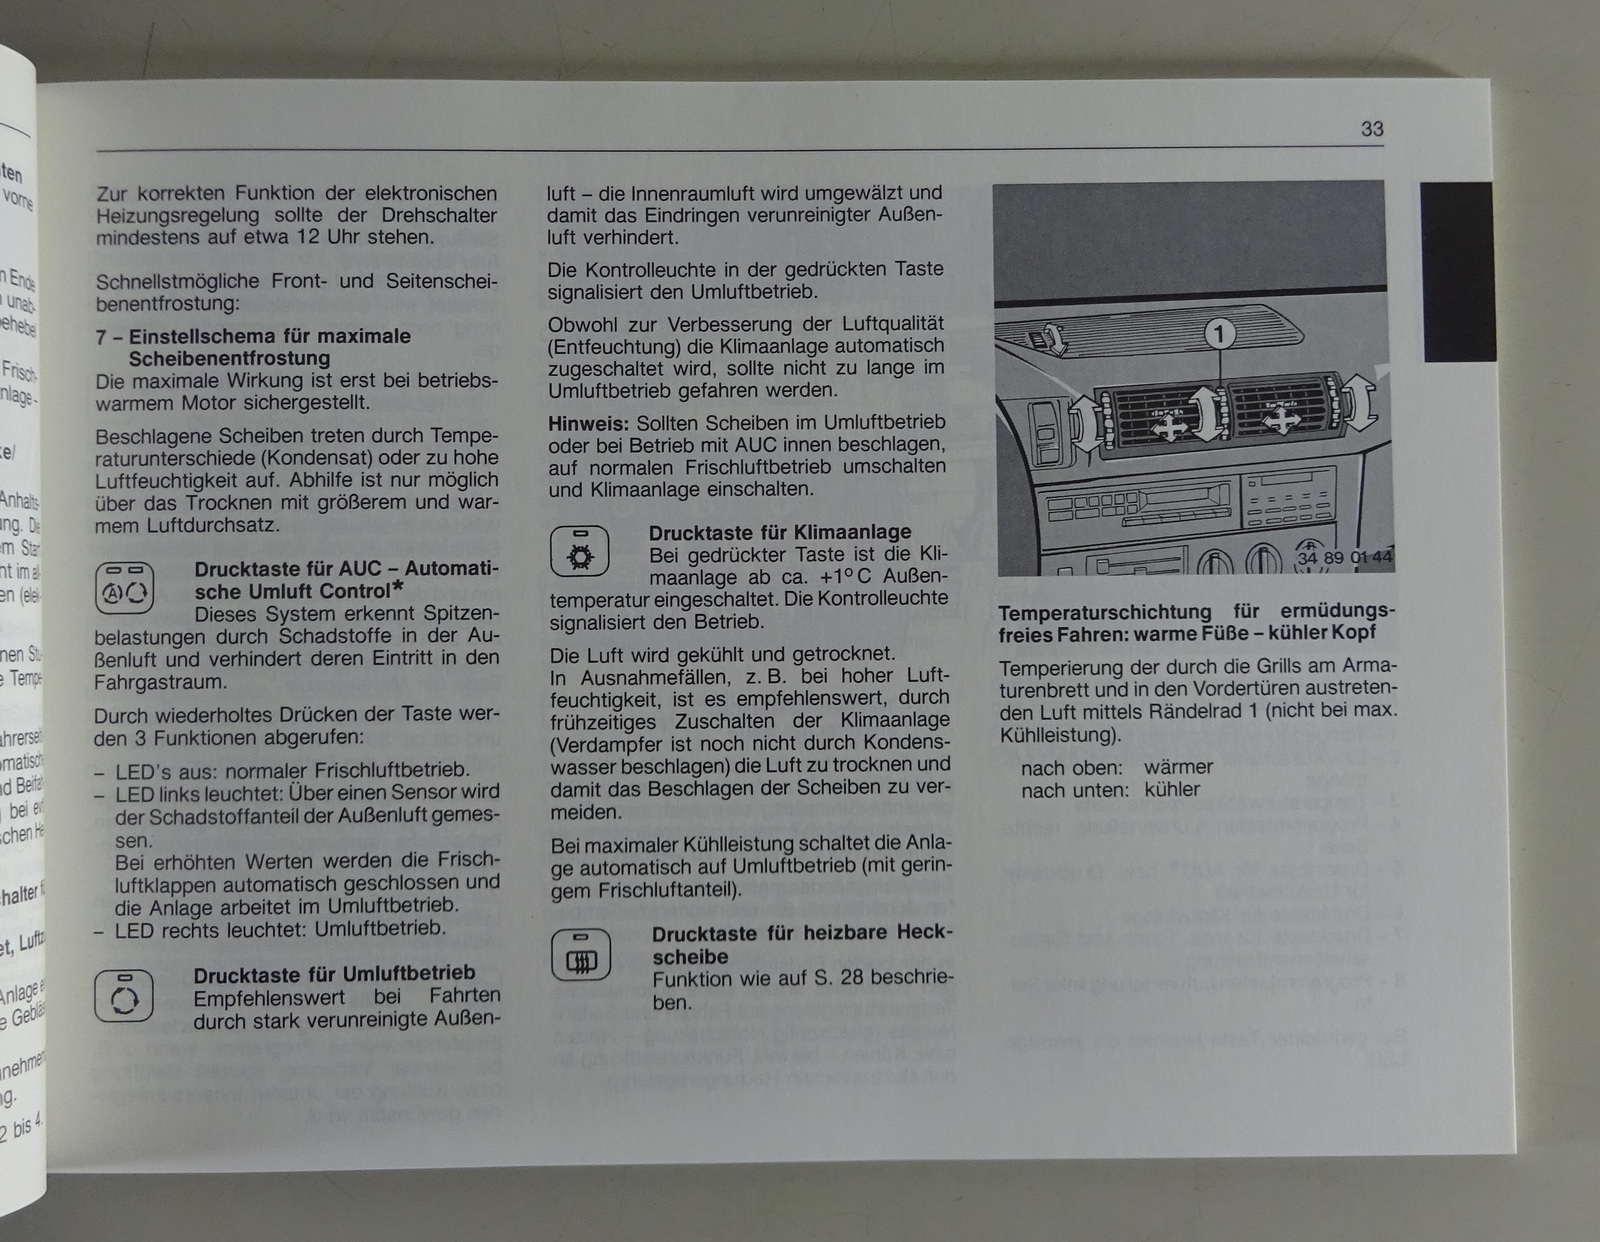 33
Zur korrekten Funktion der elektronischen
Heizungsregelung sollte der Drehschalter
mindestens auf etwa 12 Uhr stehen.
Schnellstmögliche Front- und Seitenschei-
benentfrostung:
7 – Einstellschema für maximale
Scheibenentfrostung
Die maximale Wirkung ist erst bei betriebs-
warmem Motor sichergestellt.
Beschlagene Scheiben treten durch Tempe-
raturunterschiede (Kondensat) oder zu hohe
Luftfeuchtigkeit auf. Abhilfe ist nur möglich
über das Trocknen mit größerem und war-
mem Luftdurchsatz.
Drucktaste für AUC – Automati-
sche Umluft Control*
Dieses System erkennt Spitzen-
belastungen durch Schadstoffe in der Au-
ßenluft und verhindert deren Eintritt in den
Fahrgastraum.
Durch wiederholtes Drücken der Taste wer-
den 3 Funktionen abgerufen:
– LED's aus: normaler Frischluftbetrieb.
– LED links leuchtet: Über einen Sensor wird
der Schadstoffanteil der Außenluft gemes-
sen.
Bei erhöhten Werten werden die Frisch-
luftklappen automatisch geschlossen und
die Anlage arbeitet im Umluftbetrieb.
– LED rechts leuchtet: Umluftbetrieb.
Drucktaste für Umluftbetrieb
Empfehlenswert bei Fahrten
durch stark verunreinigte Außen-
luft – die Innenraumluft wird umgewälzt und
damit das Eindringen verunreinigter Außen-
luft verhindert.
Die Kontrolleuchte in der gedrückten Taste
signalisiert den Umluftbetrieb.
Obwohl zur Verbesserung der Luftqualität
(Entfeuchtung) die Klimaanlage automatisch
zugeschaltet wird, sollte nicht zu lange im
Umluftbetrieb gefahren werden.
Hinweis: Sollten Scheiben im Umluftbetrieb
oder bei Betrieb mit AUC innen beschlagen,
auf normalen Frischluftbetrieb umschalten
und Klimaanlage einschalten.
Drucktaste für Klimaanlage
Bei gedrückter Taste ist die Kli-
maanlage ab ca. +1° C Außen-
temperatur eingeschaltet. Die Kontrolleuchte
signalisiert den Betrieb.
Die Luft wird gekühlt und getrocknet.
In Ausnahmefällen, z. B. bei hoher Luft-
feuchtigkeit, ist es empfehlenswert, durch
frühzeitiges Zuschalten der Klimaanlage
(Verdampfer ist noch nicht durch Kondens-
wasser beschlagen) die Luft zu trocknen und
damit das Beschlagen der Scheiben zu ver-
meiden.
Bei maximaler Kühlleistung schaltet die Anla-
ge automatisch auf Umluftbetrieb (mit gerin-
gem Frischluftanteil).
Drucktaste für heizbare Heck-
scheibe
Funktion wie auf S. 28 beschrie-
ben.
1
34 89 01 44
Temperaturschichtung für ermüdungs-
freies Fahren: warme Füße – kühler Kopf
Temperierung der durch die Grills am Arma-
turenbrett und in den Vordertüren austreten-
den Luft mittels Rändelrad 1 (nicht bei max.
Kühlleistung).
nach oben: wärmer
nach unten: kühler